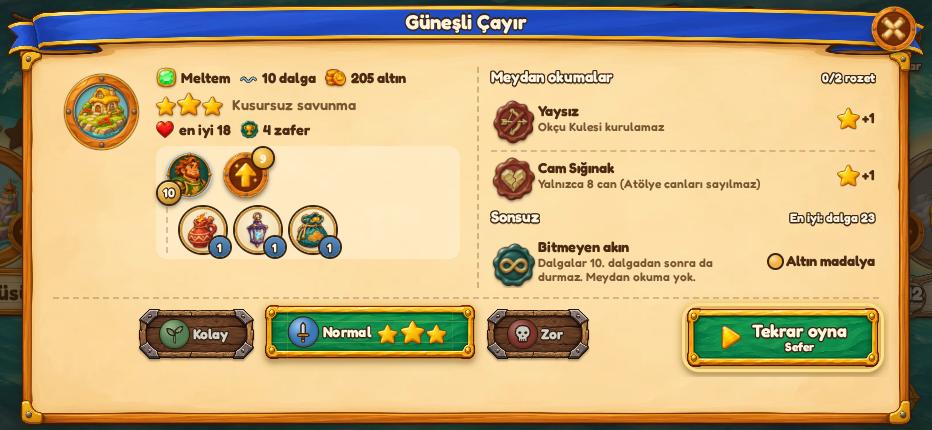 Güneşli Çayır
Meltem 10 dalga 205 altın
Kusursuz savunma
en iyi 18 4 zafer
9
10
1 1 1
Meydan okumalar 0/2 rozet
Yaysız
Okçu Kulesi kurulamaz
+1
Cam Sığınak
Yalnızca 8 can (Atölye canları sayılmaz)
+1
Sonsuz En iyi: dalga 23
Bitmeyen akın
Dalgalar 10. dalgadan sonra da
durmaz. Meydan okuma yok.
Altın madalya
Kolay
Normal
Zor
Tekrar oyna
Sefer